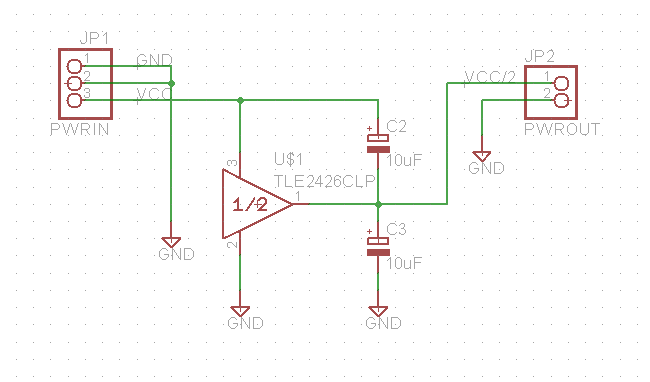 JP1
1
GND
2
3
VCC
PWRIN
JP2
VCC/2
1
2
PWROUT
GND
C2
+
10uF
U$1
TLE2426CLP
3
1/2
1
2
C3
+
10uF
GND
GND
GND